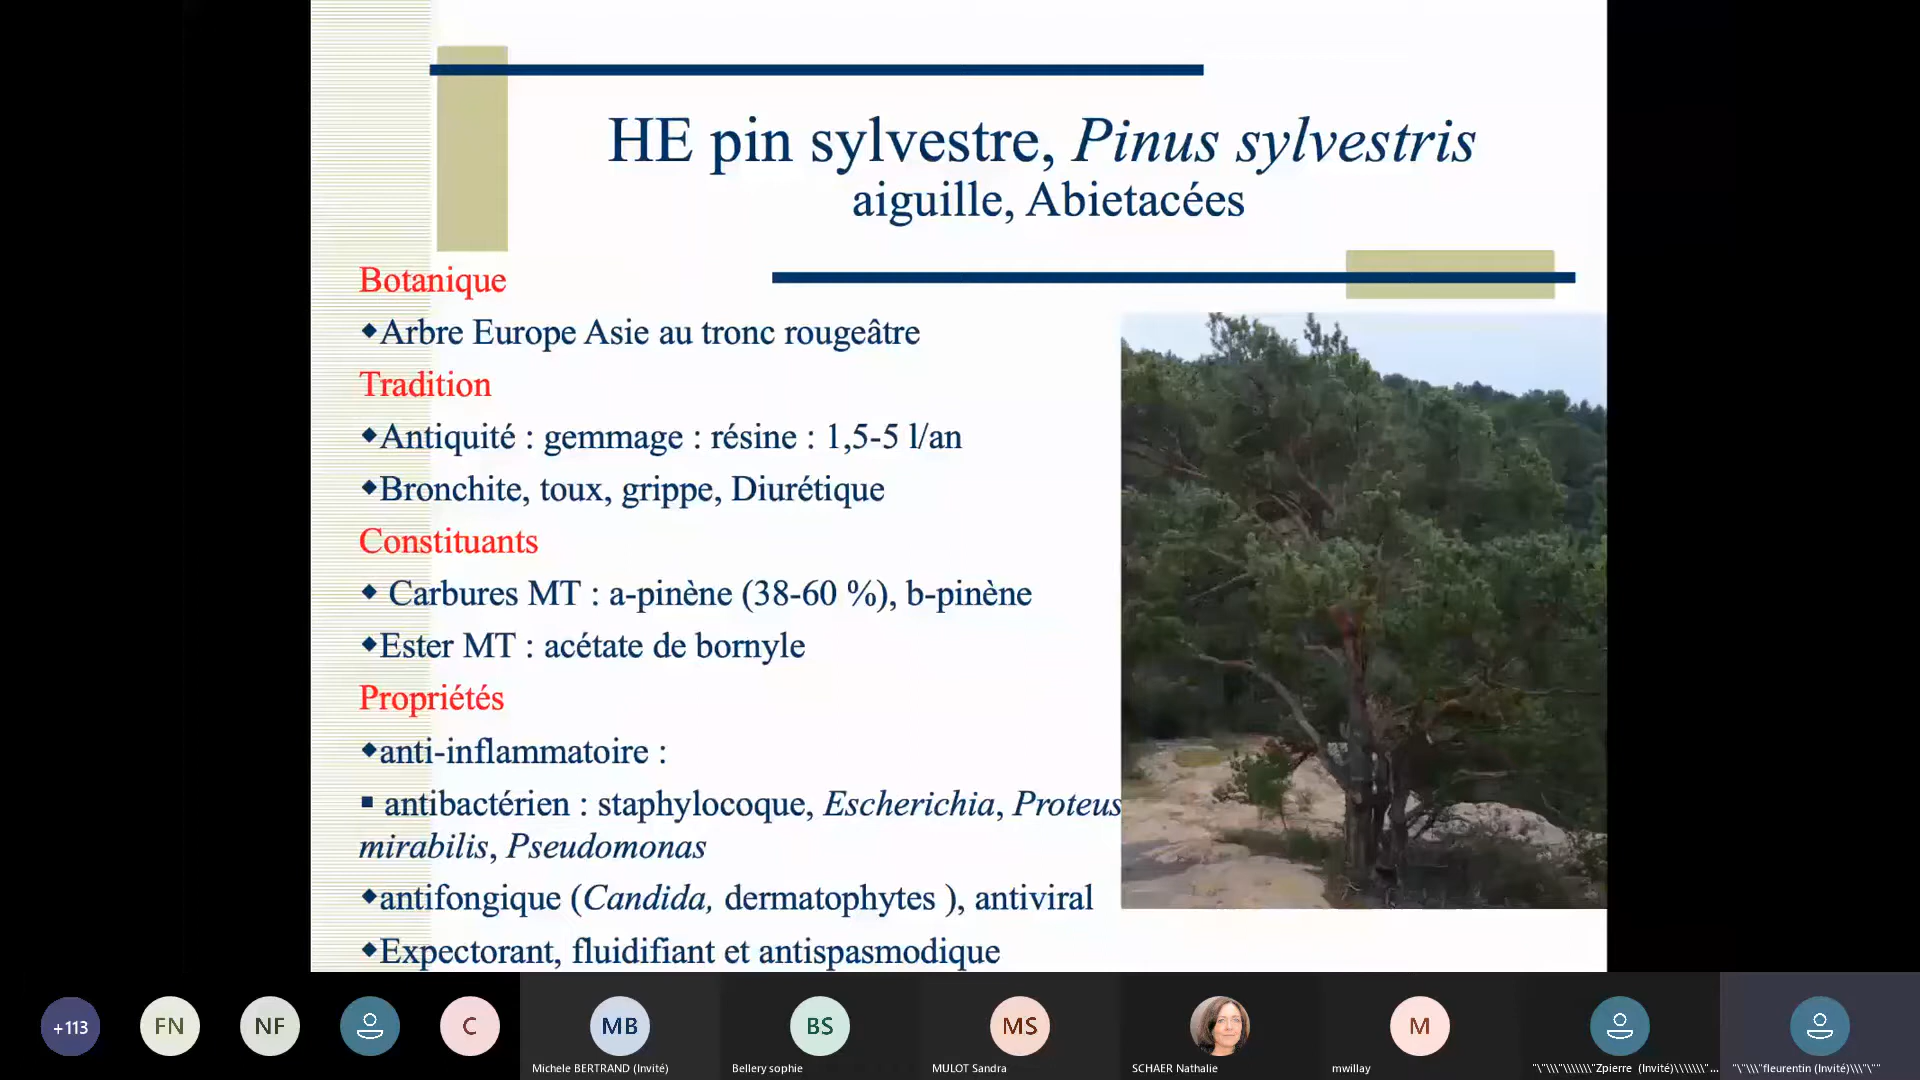 HE pin sylvestre, Pinus sylvestris
aiguille, Abietacées
Botanique
◆Arbre Europe Asie au tronc rougeâtre
Tradition
◆Antiquité : gemmage : résine : 1,5-5 l/an
◆Bronchite, toux, grippe, Diurétique
Constituants
◆ Carbures MT : a-pinène (38-60 %), b-pinène
◆Ester MT : acétate de bornyle
Propriétés
◆anti-inflammatoire :
▪ antibactérien : staphylocoque, Escherichia, Proteus
mirabilis, Pseudomonas
◆antifongique (Candida, dermatophytes ), antiviral
◆Expectorant, fluidifiant et antispasmodique
+113 FN NF C MB BS MS M
Michele BERTRAND (Invité) Bellery sophie MULOT Sandra SCHAER Nathalie mwillay "\"\\\"\\\\\\\"Zpierre (Invité)\\\\\\\"... "\"\\\"fleurentin (Invité)\\\"\""